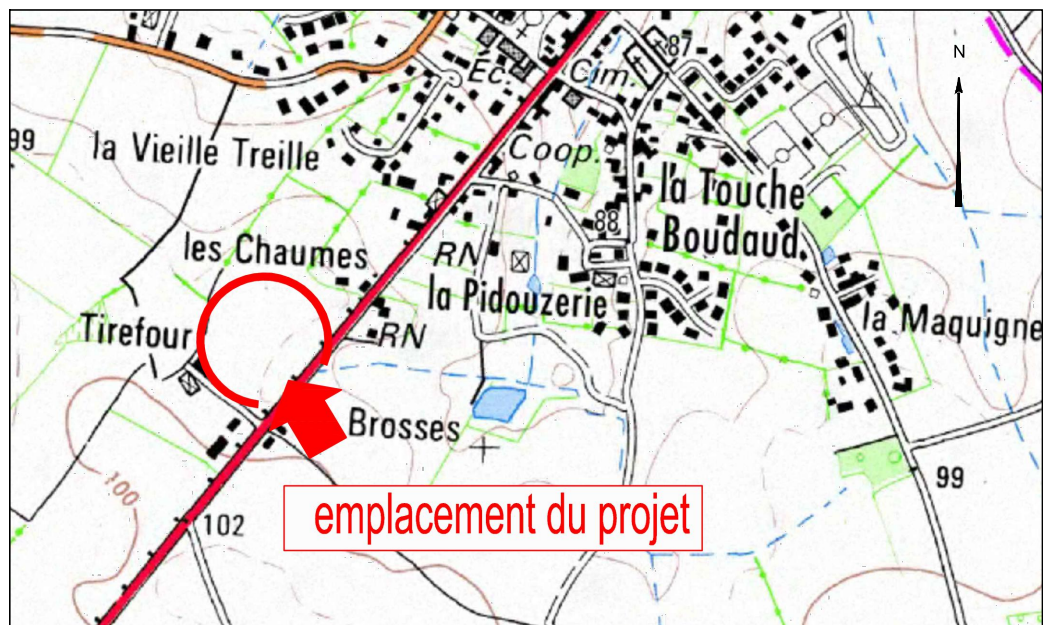 N
87
Éc.
Cim.
99
la Vieille Treille
Coop.
la Touche
Boudaud
88
les Chaumes
RN
la Pidouzerie
Tirefour
RN
la Maquigne
Brosses
99
100
emplacement du projet
102